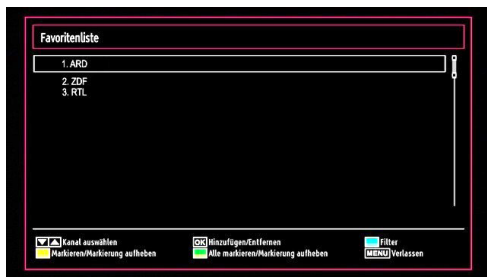 Favoritenliste
1. ARD
2. ZDF
3. RTL
Kanal auswählen OK Hinzufügen/Entfernen Filter
Markieren/Markierung aufheben Alle markieren/Markierung aufheben MENU Verlassen